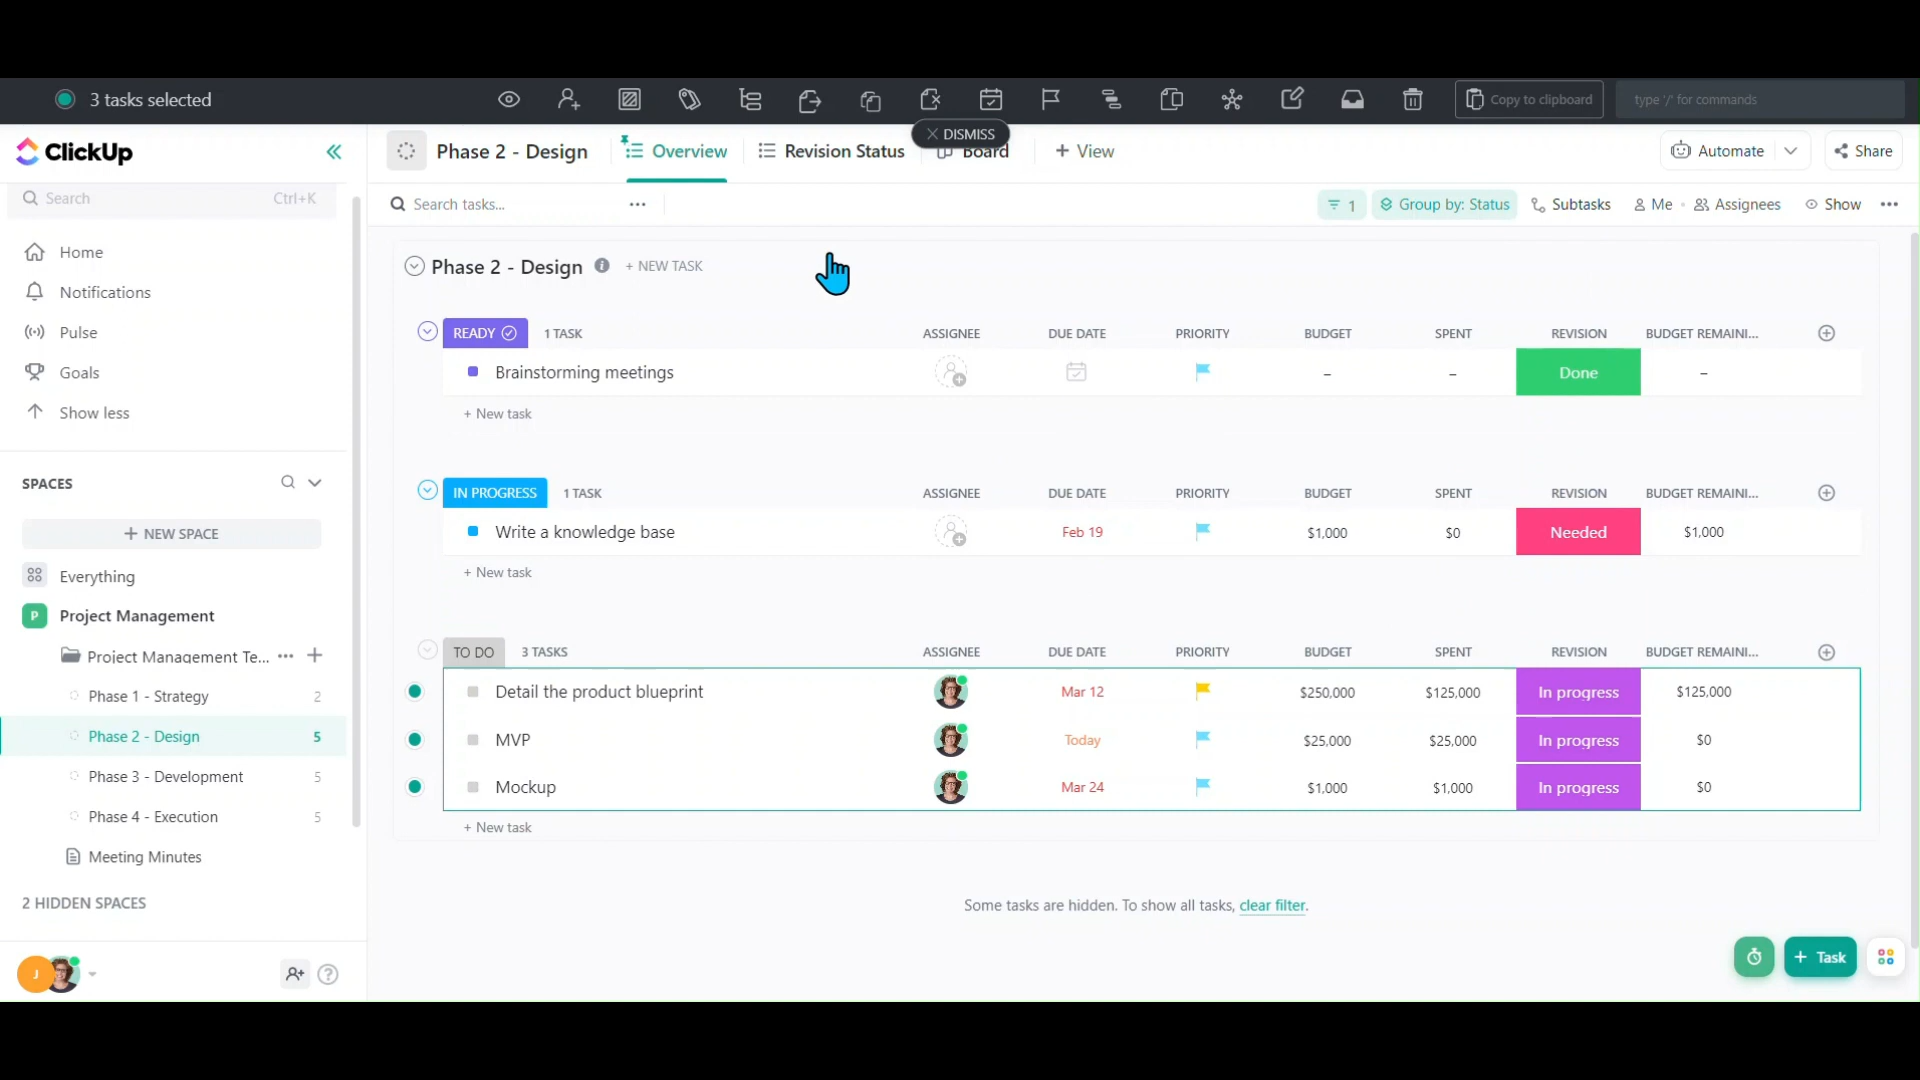 3 tasks selected
Copy to clipboard
type '/' for commands
DISMISS
ClickUp
Phase 2 - Design
Overview
Revision Status
Board
+ View
Automate
Share
Search
Ctrl+K
Search tasks...
1
Group by: Status
Subtasks
Me
Assignees
Show
Home
Notifications
Pulse
Goals
Show less
SPACES
+ NEW SPACE
Everything
P
Project Management
Project Management Te...
Phase 1 - Strategy 2
Phase 2 - Design 5
Phase 3 - Development 5
Phase 4 - Execution 5
Meeting Minutes
2 HIDDEN SPACES
J
Phase 2 - Design + NEW TASK
READY 1 TASK ASSIGNEE DUE DATE PRIORITY BUDGET SPENT REVISION BUDGET REMAINI...
Brainstorming meetings – – Done –
+ New task
IN PROGRESS 1 TASK ASSIGNEE DUE DATE PRIORITY BUDGET SPENT REVISION BUDGET REMAINI...
Write a knowledge base Feb 19 $1,000 $0 Needed $1,000
+ New task
TO DO 3 TASKS ASSIGNEE DUE DATE PRIORITY BUDGET SPENT REVISION BUDGET REMAINI...
Detail the product blueprint Mar 12 $250,000 $125,000 In progress $125,000
MVP Today $25,000 $25,000 In progress $0
Mockup Mar 24 $1,000 $1,000 In progress $0
+ New task
Some tasks are hidden. To show all tasks, clear filter.
+ Task